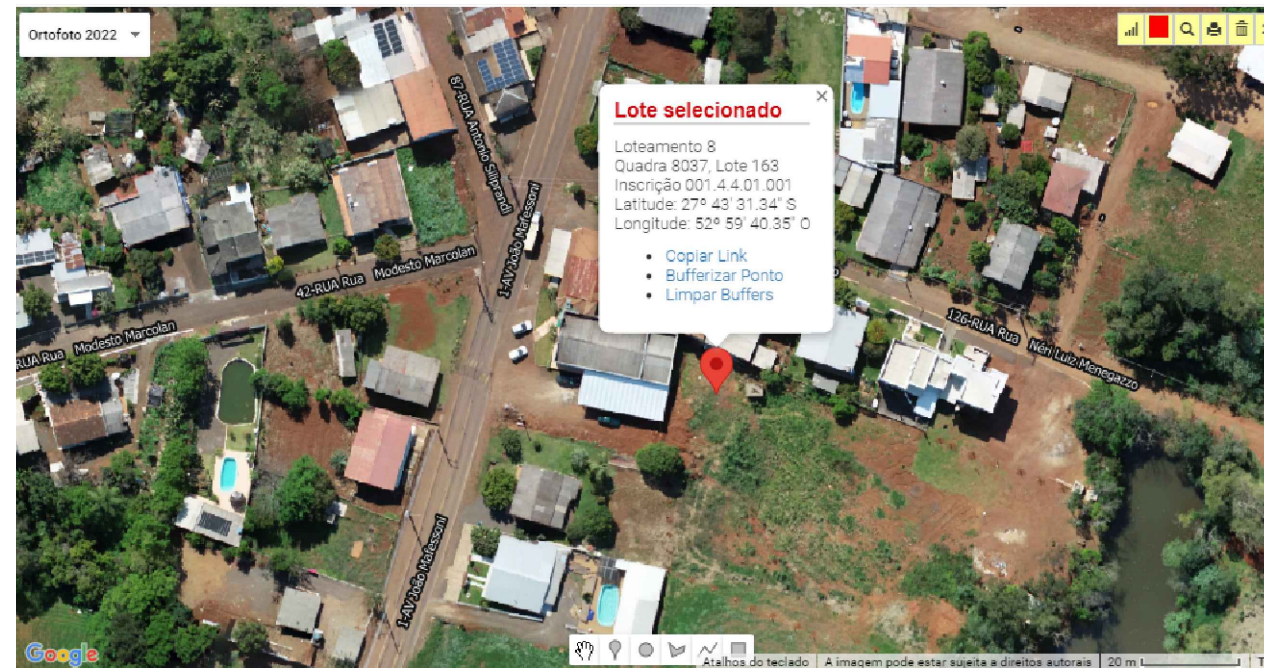 Ortofoto 2022
Lote selecionado
Loteamento 8
Quadra 8037, Lote 163
Inscrição 001.4.4.01.001
Latitude: 27º 43' 31.34" S
Longitude: 52º 59' 40.35" O
Copiar Link
Bufferizar Ponto
Limpar Buffers
87-RUA Antonio Siliprandi
1-AV João Mafessoni
42-RUA Rua Modesto Marcolan
RUA Rua Modesto Marcolan
126-RUA Rua Néri Luiz Menegazzo
1-AV João Mafessoni
Google
Atalhos do teclado
A imagem pode estar sujeita a direitos autorais
20 m
T